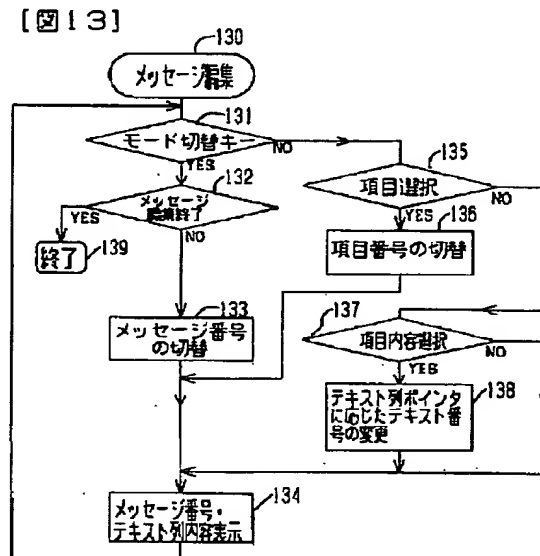 [図13]
130
メッセージ編集
131
モード切替キー
NO
YES
135
項目選択
NO
YES
132
メッセージ
編集終了
YES
NO
136
項目番号の切替
終了
139
133
メッセージ番号
の切替
137
項目内容選択
NO
YES
138
テキスト列ポインタ
に応じたテキスト番
号の変更
134
メッセージ番号・
テキスト列内容表示